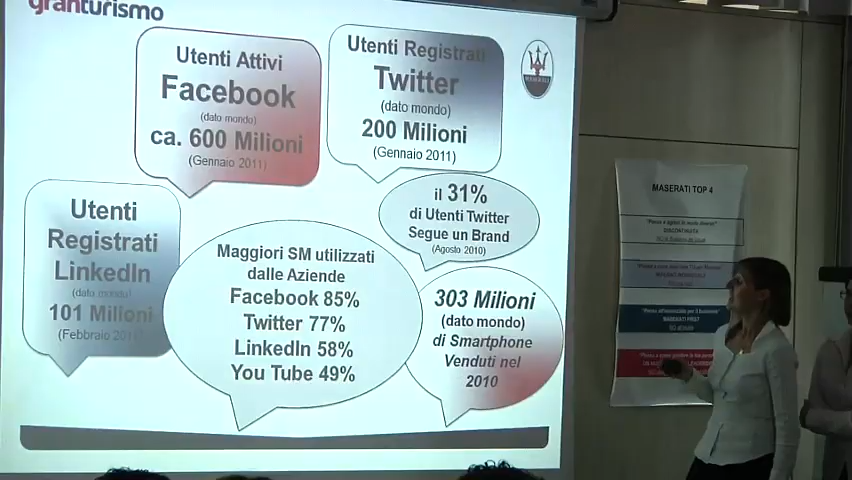 granturismo
Utenti Attivi
Facebook
(dato mondo)
ca. 600 Milioni
(Gennaio 2011)
Utenti Registrati
Twitter
(dato mondo)
200 Milioni
(Gennaio 2011)
il 31%
di Utenti Twitter
Segue un Brand
(Agosto 2010)
Utenti
Registrati
LinkedIn
(dato mondo)
101 Milioni
(Febbraio
Maggiori SM utilizzati
dalle Aziende
Facebook 85%
Twitter 77%
LinkedIn 58%
You Tube 49%
303 Milioni
(dato mondo)
di Smartphone
Venduti nel
2010
MASERATI TOP 4
DISCONTINUITÀ
MASERATI FIRST